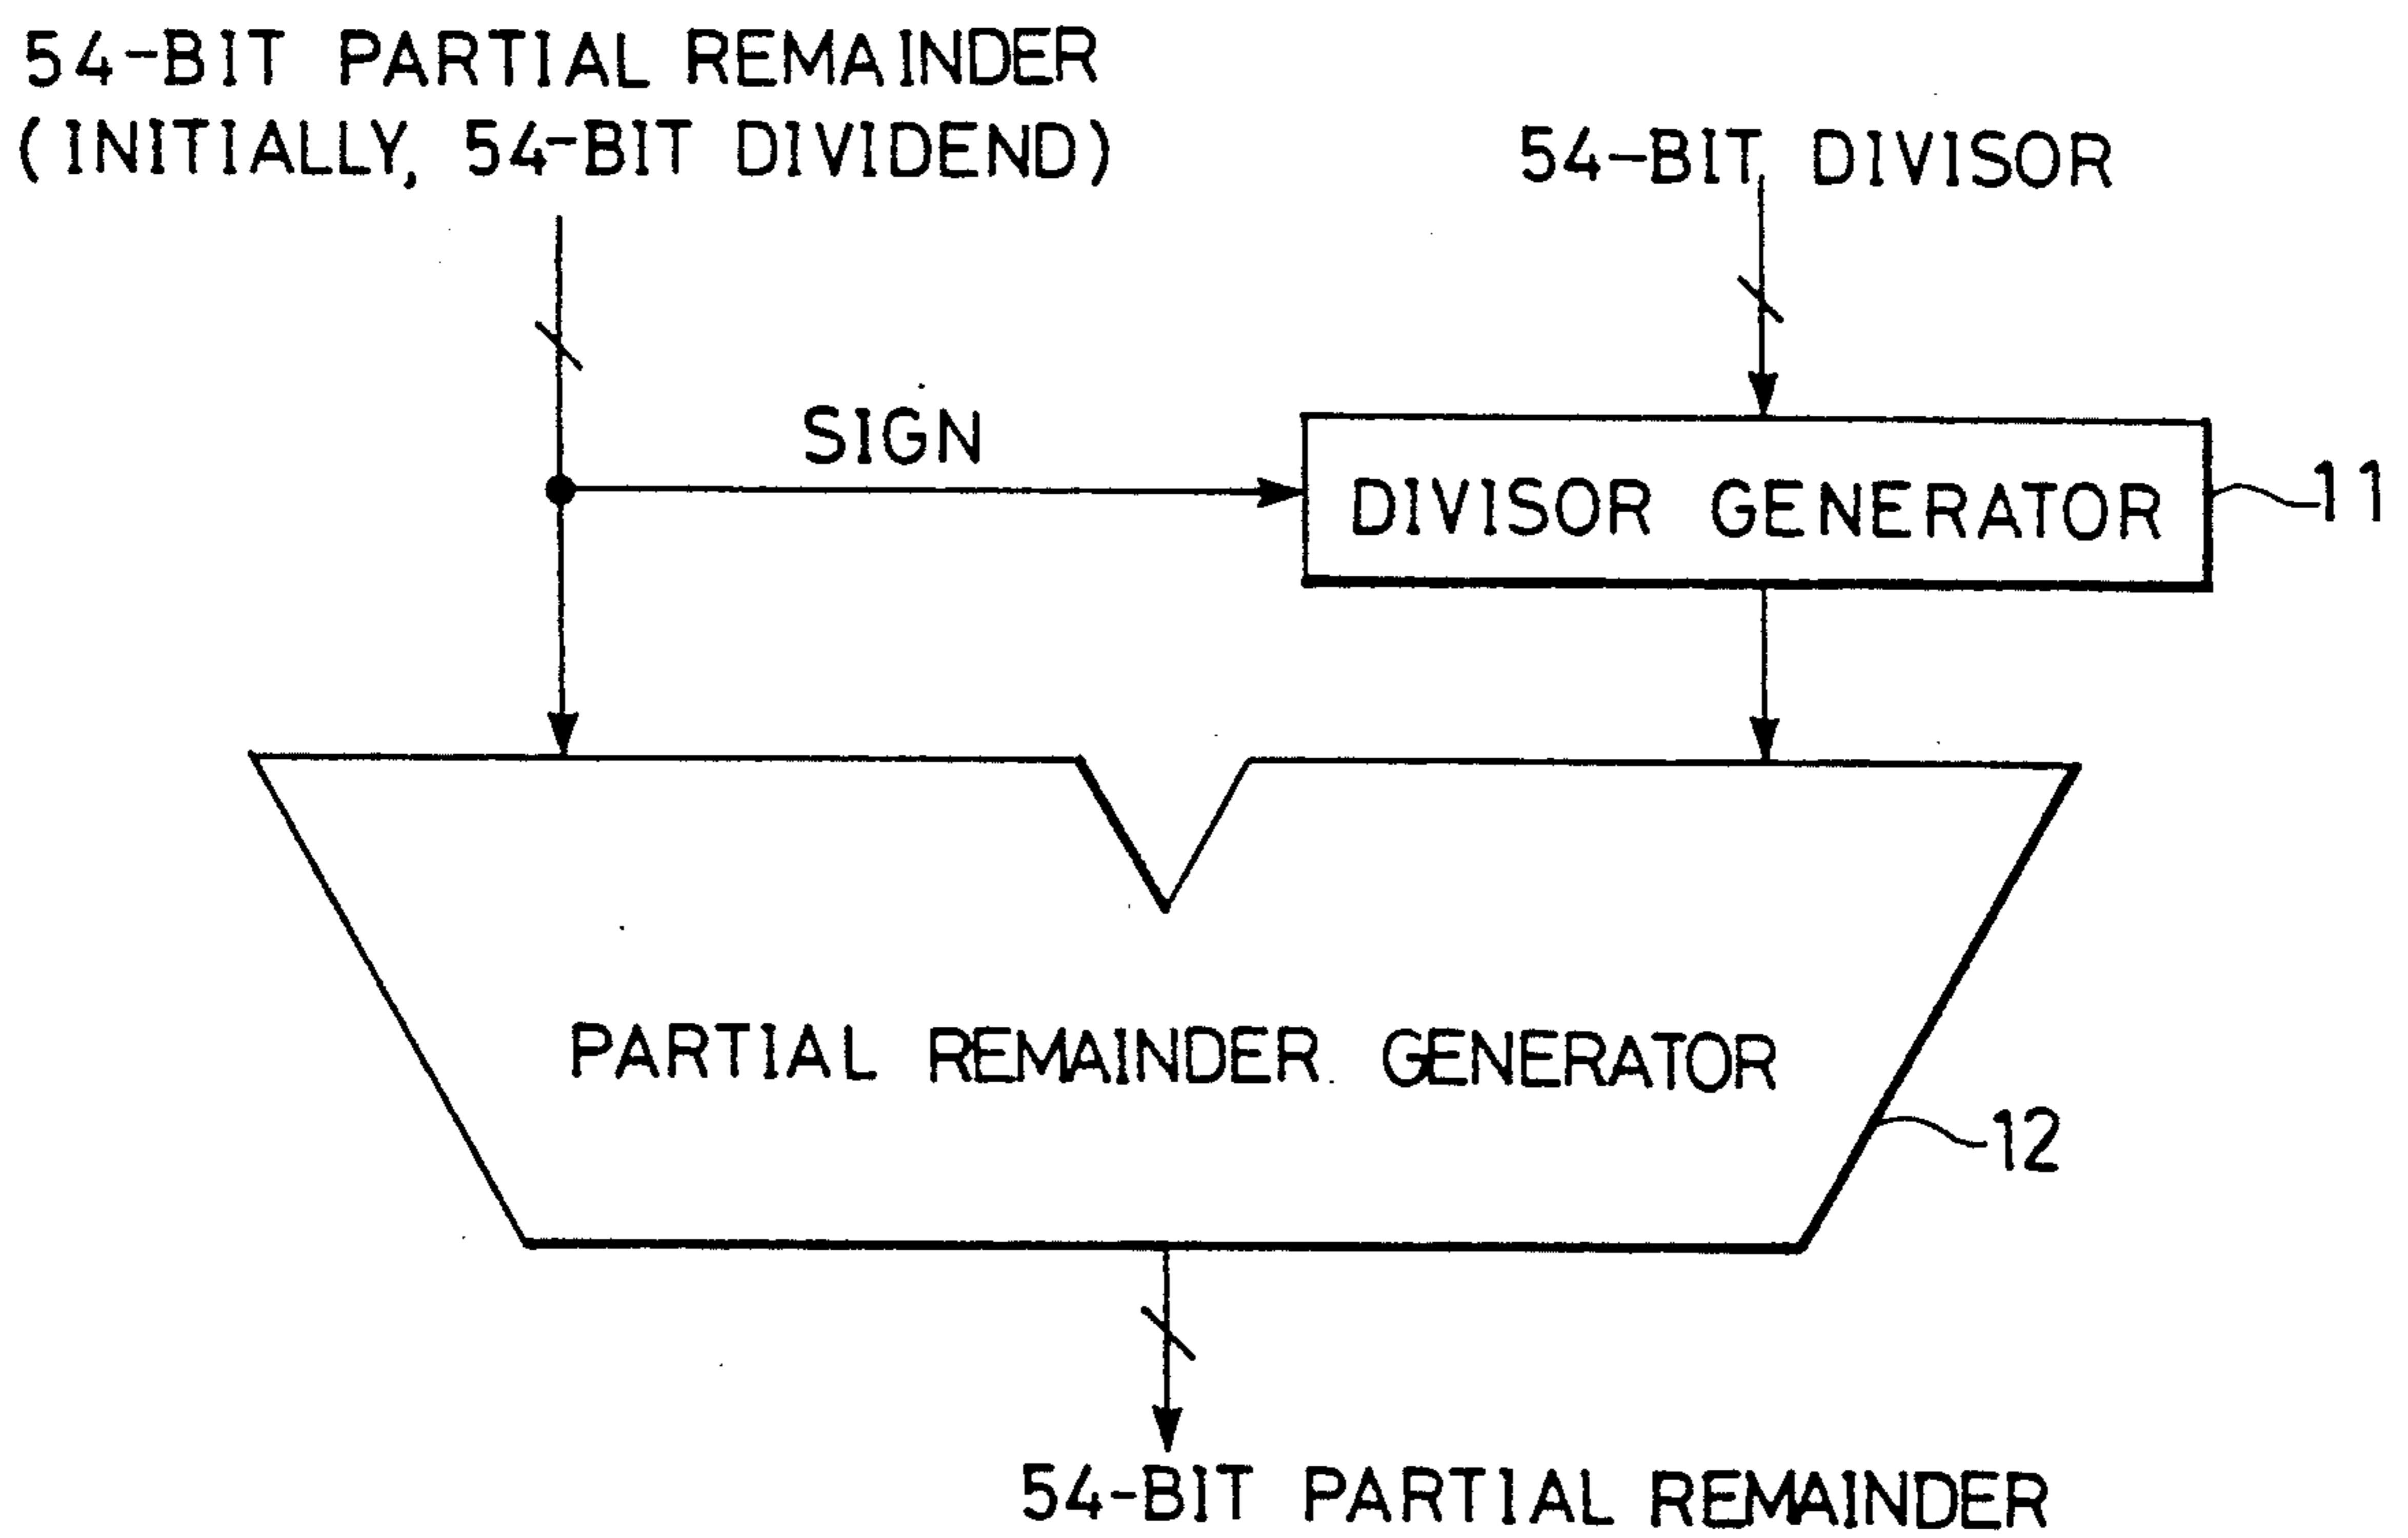 54-BIT PARTIAL REMAINDER
(INITIALLY, 54-BIT DIVIDEND)
54-BIT DIVISOR
SIGN
DIVISOR GENERATOR
11
PARTIAL REMAINDER GENERATOR
12
54-BIT PARTIAL REMAINDER